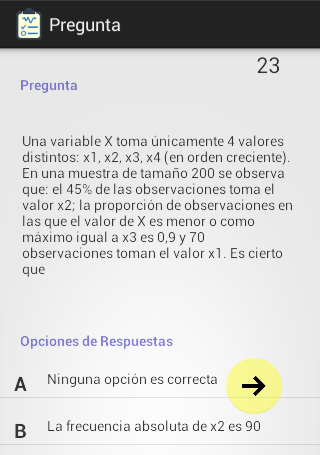 Pregunta
23
Pregunta
Una variable X toma únicamente 4 valores
distintos: x1, x2, x3, x4 (en orden creciente).
En una muestra de tamaño 200 se observa
que: el 45% de las observaciones toma el
valor x2; la proporción de observaciones en
las que el valor de X es menor o como
máximo igual a x3 es 0,9 y 70
observaciones toman el valor x1. Es cierto
que
Opciones de Respuestas
A Ninguna opción es correcta
B La frecuencia absoluta de x2 es 90